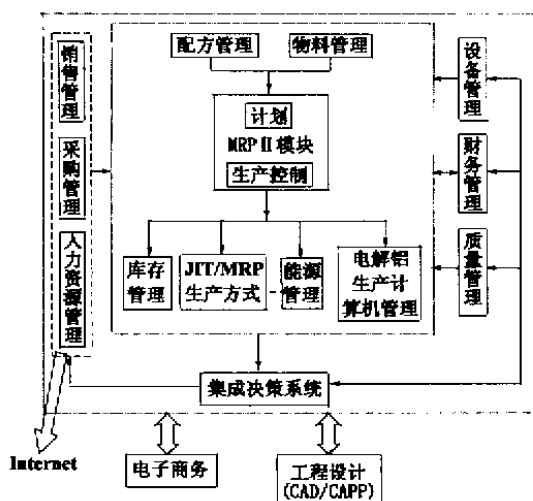 配方管理
物料管理
销售管理
采购管理
人力资源管理
计划
MRPⅡ模块
生产控制
设备管理
财务管理
质量管理
库存
管理
JIT/MRP
生产方式
能源
管理
电解铝
生产计
算机管理
集成决策系统
Internet
电子商务
工程设计
(CAD/CAPP)